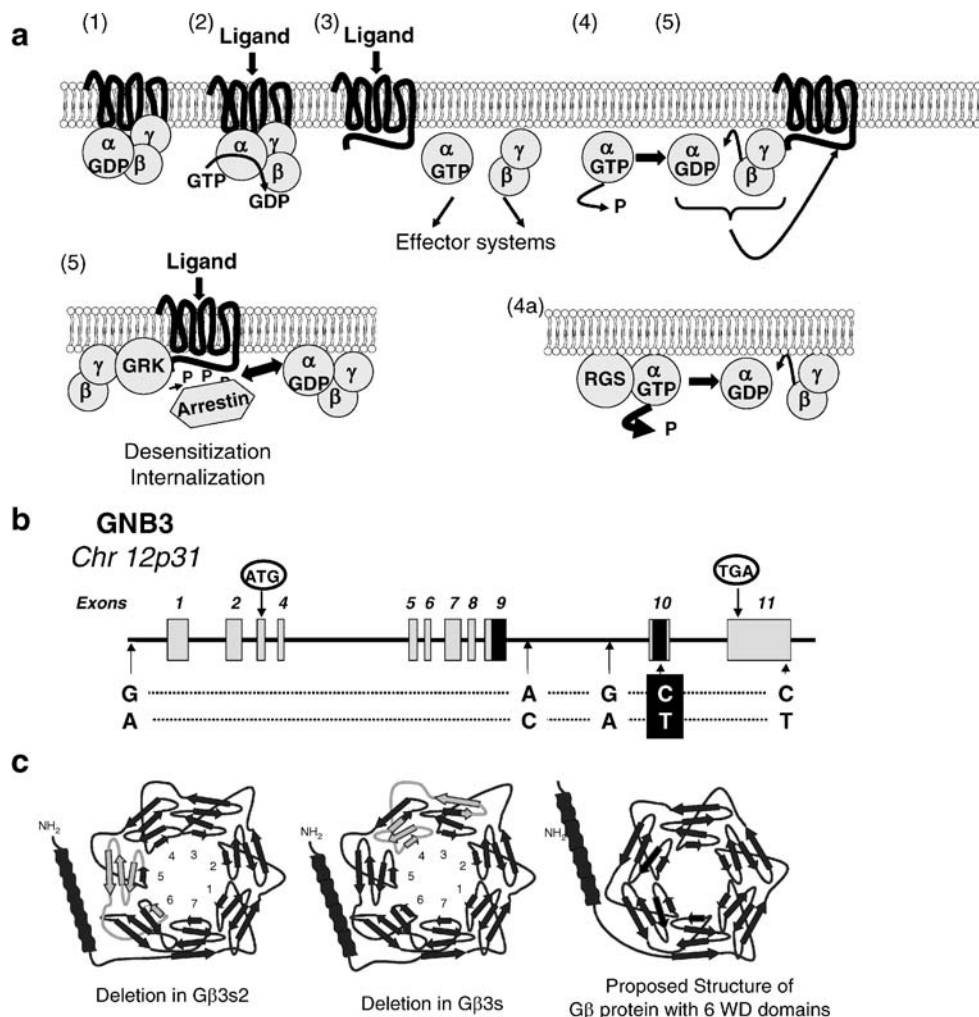 a
(1) (2) (3) (4) (5)
Ligand Ligand
α GDP γ β
α γ β GTP GDP
α GTP γ β
α GTP P
α GDP γ β
Effector systems
(5)
Ligand
γ β GRK P P P Arrestin α GDP γ β
Desensitization
Internalization
(4a)
RGS α GTP P α GDP γ β
b
GNB3
Chr 12p31
ATG TGA
Exons 1 2 4 5 6 7 8 9 10 11
G A G C C
A C A T T
c
NH2 4 3 5 2 6 7 1
Deletion in Gβ3s2
NH2 4 3 5 2 6 7 1
Deletion in Gβ3s
NH2
Proposed Structure of
Gβ protein with 6 WD domains